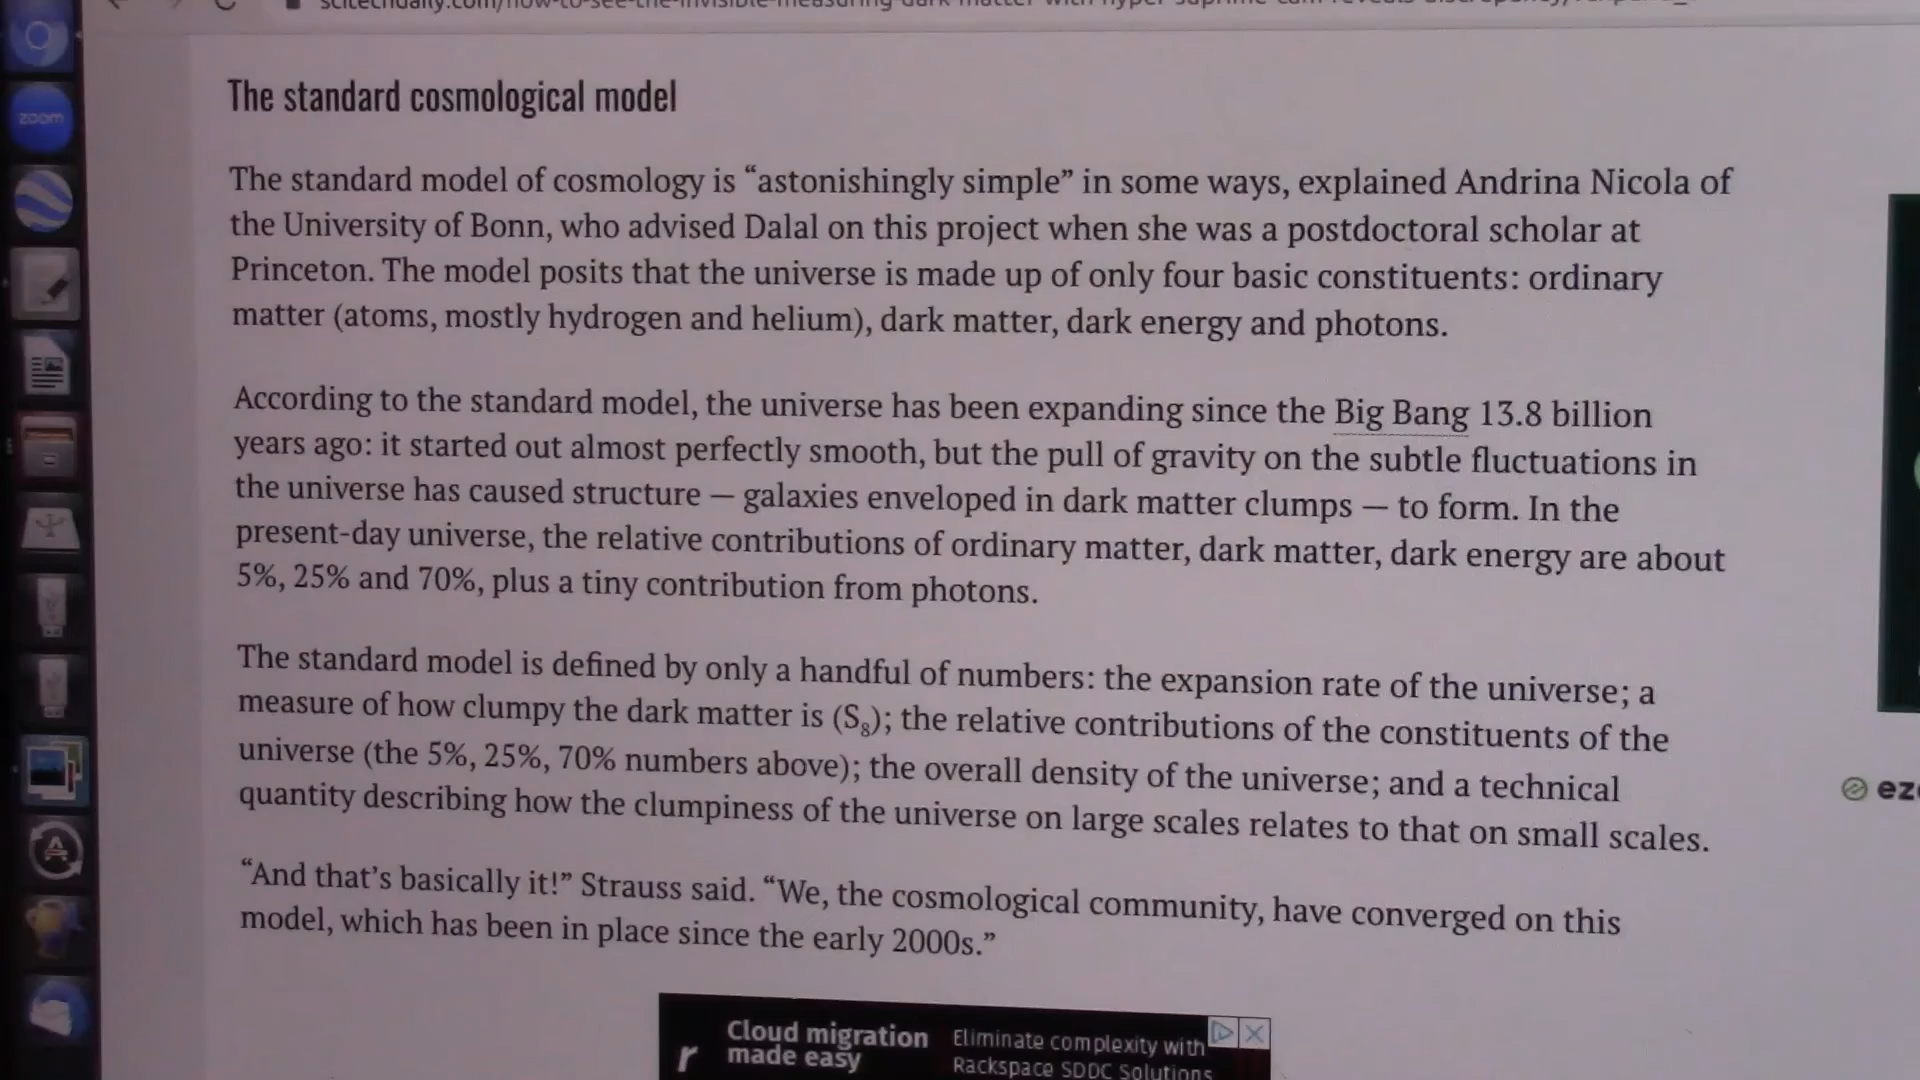 The standard cosmological model
The standard model of cosmology is “astonishingly simple” in some ways, explained Andrina Nicola of
the University of Bonn, who advised Dalal on this project when she was a postdoctoral scholar at
Princeton. The model posits that the universe is made up of only four basic constituents: ordinary
matter (atoms, mostly hydrogen and helium), dark matter, dark energy and photons.
According to the standard model, the universe has been expanding since the Big Bang 13.8 billion
years ago: it started out almost perfectly smooth, but the pull of gravity on the subtle fluctuations in
the universe has caused structure — galaxies enveloped in dark matter clumps — to form. In the
present-day universe, the relative contributions of ordinary matter, dark matter, dark energy are about
5%, 25% and 70%, plus a tiny contribution from photons.
The standard model is defined by only a handful of numbers: the expansion rate of the universe; a
measure of how clumpy the dark matter is (S₈); the relative contributions of the constituents of the
universe (the 5%, 25%, 70% numbers above); the overall density of the universe; and a technical
quantity describing how the clumpiness of the universe on large scales relates to that on small scales.
“And that’s basically it!” Strauss said. “We, the cosmological community, have converged on this
model, which has been in place since the early 2000s.”
zoom
Cloud migration
made easy
Eliminate complexity with
Rackspace SDDC Solutions